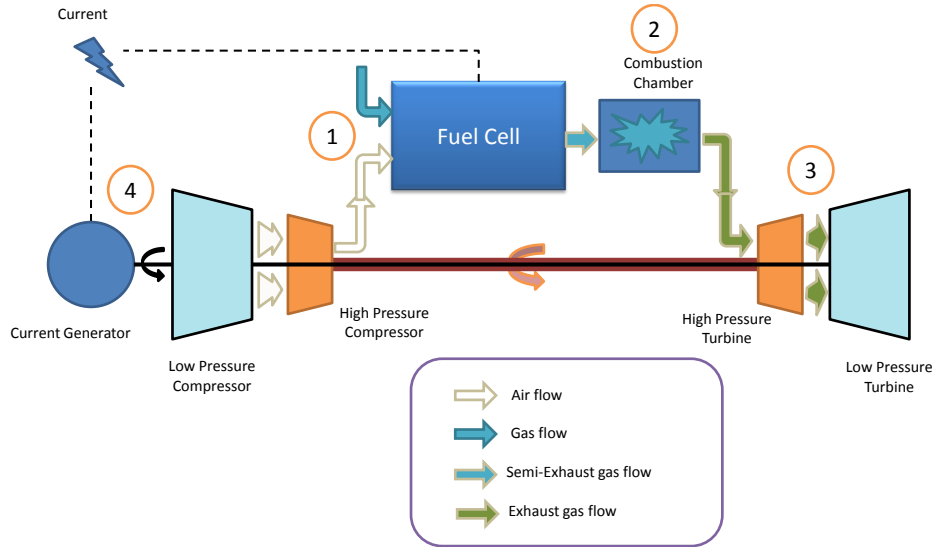 Current
2
Combustion
Chamber
1
Fuel Cell
4
3
Current Generator
High Pressure
Compressor
High Pressure
Turbine
Low Pressure
Compressor
Low Pressure
Turbine
Air flow
Gas flow
Semi-Exhaust gas flow
Exhaust gas flow